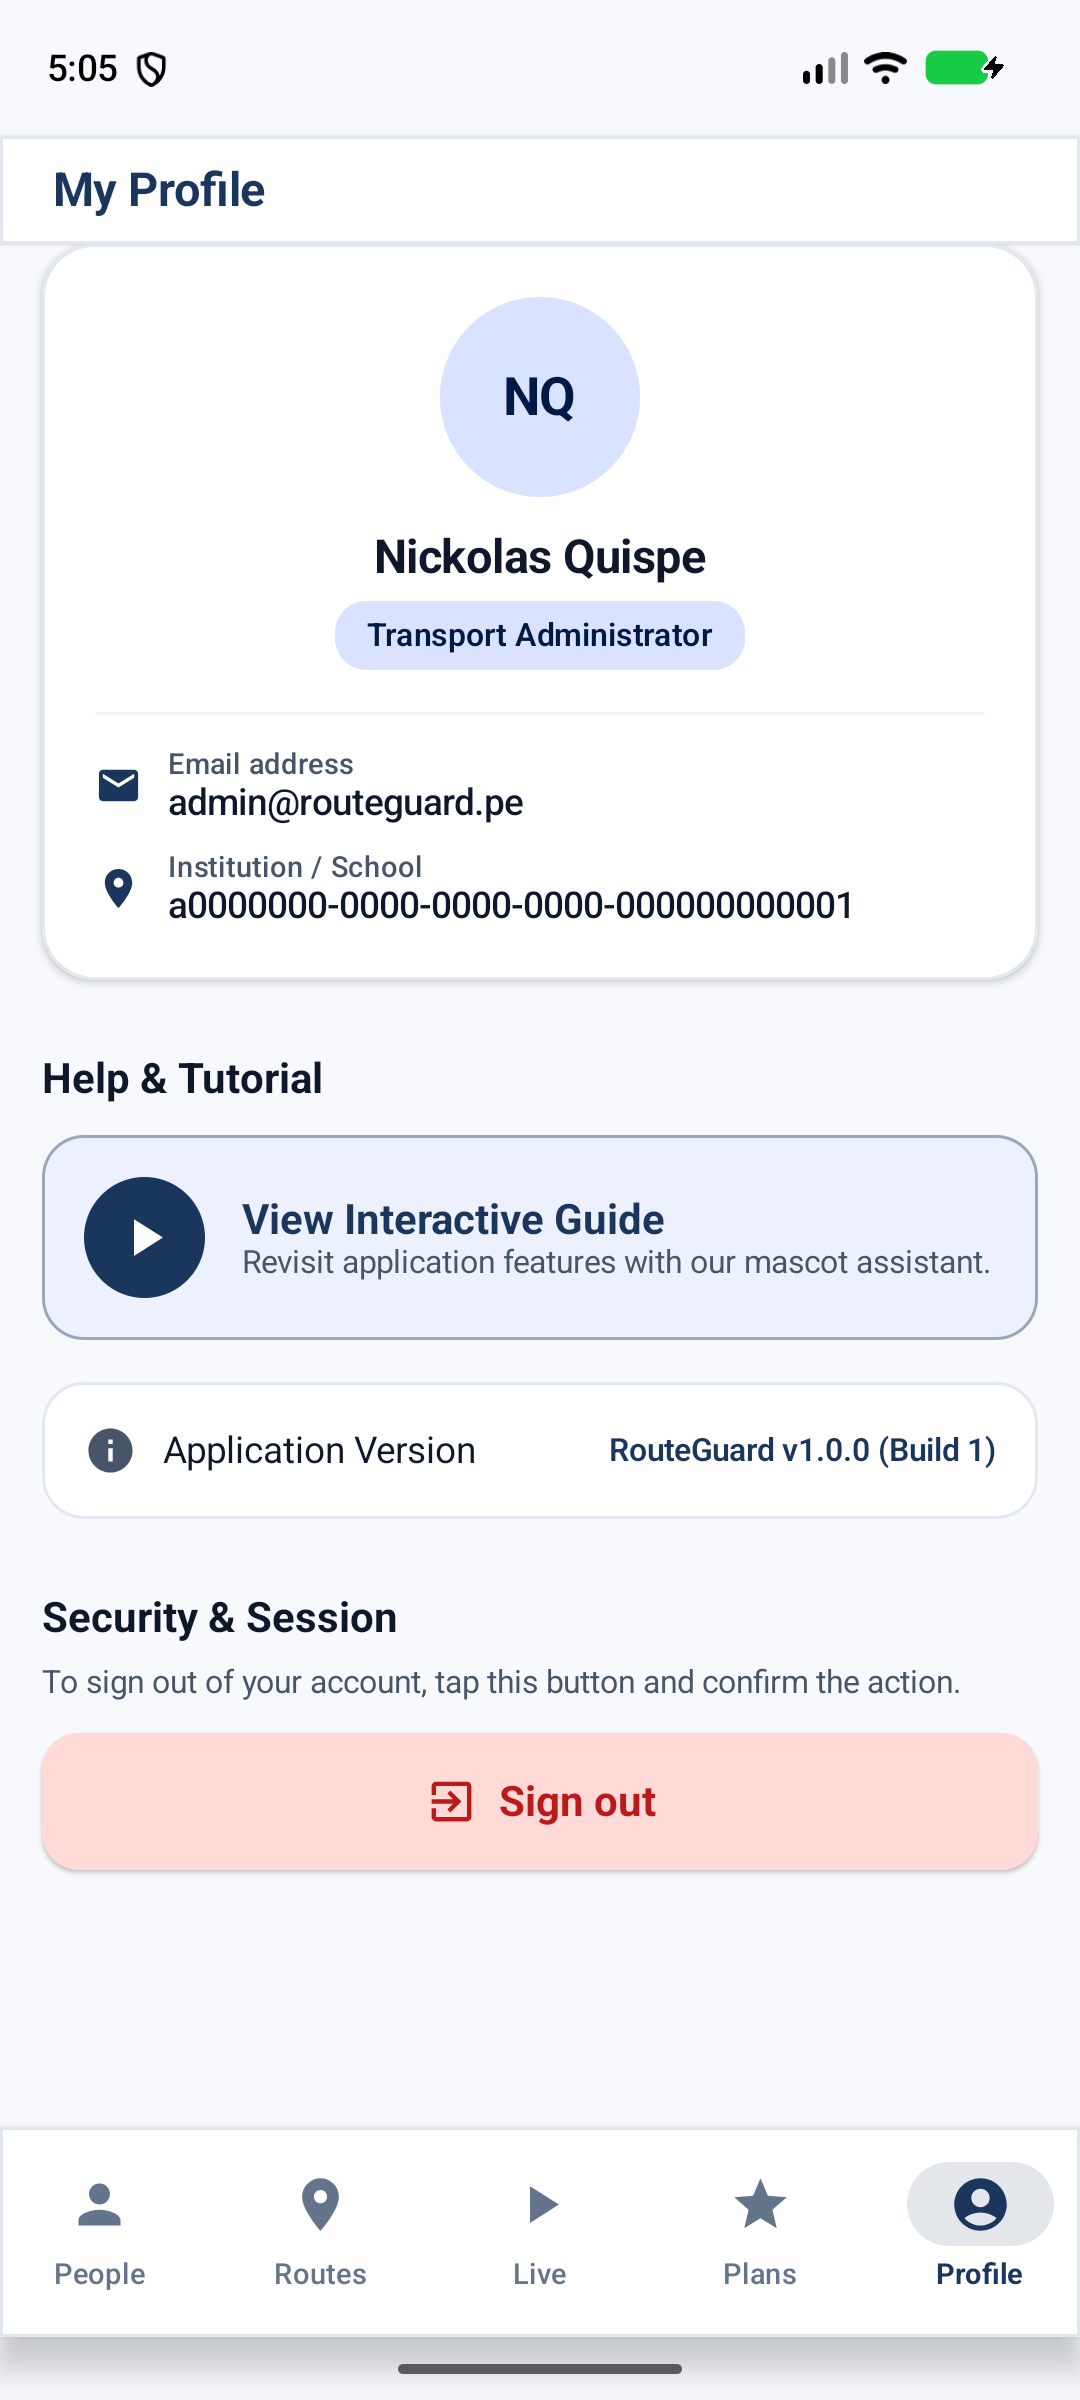 5:05
My Profile
NQ
Nickolas Quispe
Transport Administrator
Email address
admin@routeguard.pe
Institution / School
a0000000-0000-0000-0000-000000000001
Help & Tutorial
View Interactive Guide
Revisit application features with our mascot assistant.
Application Version RouteGuard v1.0.0 (Build 1)
Security & Session
To sign out of your account, tap this button and confirm the action.
Sign out
People Routes Live Plans Profile